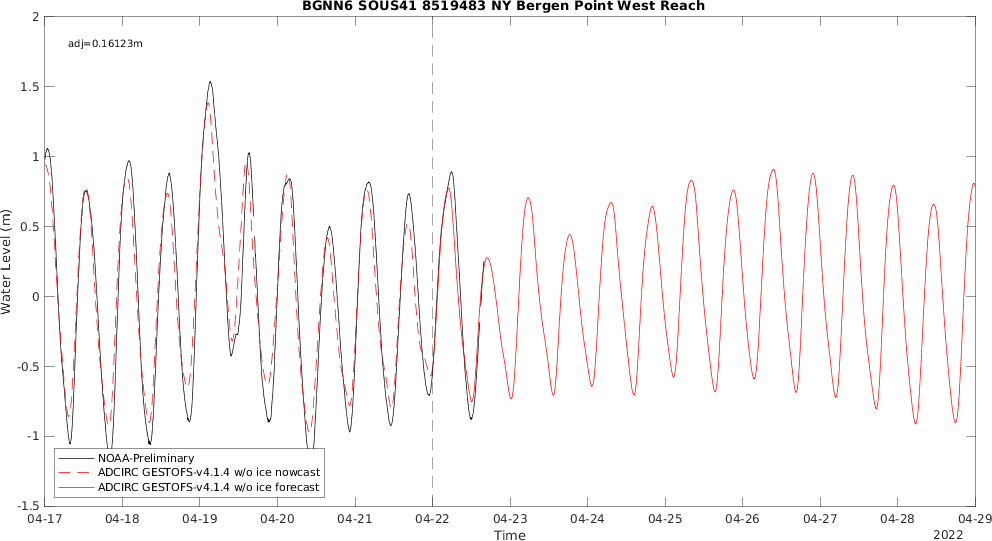 BGNN6 SOUS41 8519483 NY Bergen Point West Reach
adj=0.16123m
2
1.5
1
0.5
0
-0.5
-1
-1.5
Water Level (m)
NOAA-Preliminary
ADCIRC GESTOFS-v4.1.4 w/o ice nowcast
ADCIRC GESTOFS-v4.1.4 w/o ice forecast
04-17 04-18 04-19 04-20 04-21 04-22 04-23 04-24 04-25 04-26 04-27 04-28 04-29
Time
2022